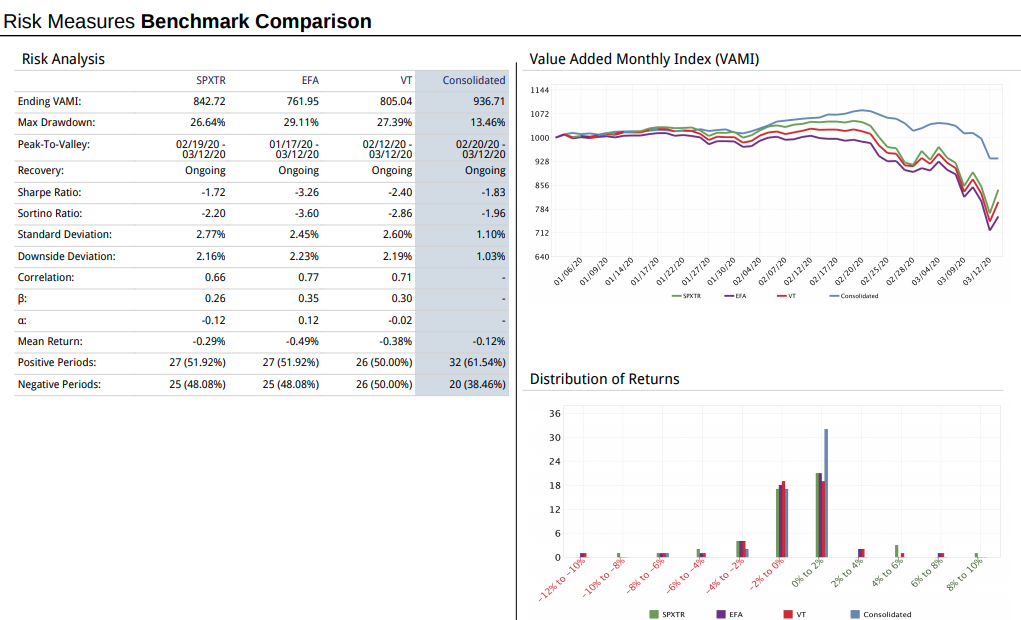 Risk Measures Benchmark Comparison
Risk Analysis
SPXTR EFA VT Consolidated
Ending VAMI: 842.72 761.95 805.04 936.71
Max Drawdown: 26.64% 29.11% 27.39% 13.46%
Peak-To-Valley: 02/19/20 - 01/17/20 - 02/12/20 - 02/20/20 -
03/12/20 03/12/20 03/12/20 03/12/20
Recovery: Ongoing Ongoing Ongoing Ongoing
Sharpe Ratio: -1.72 -3.26 -2.40 -1.83
Sortino Ratio: -2.20 -3.60 -2.86 -1.96
Standard Deviation: 2.77% 2.45% 2.60% 1.10%
Downside Deviation: 2.16% 2.23% 2.19% 1.03%
Correlation: 0.66 0.77 0.71 -
β: 0.26 0.35 0.30 -
α: -0.12 0.12 -0.02 -
Mean Return: -0.29% -0.49% -0.38% -0.12%
Positive Periods: 27 (51.92%) 27 (51.92%) 26 (50.00%) 32 (61.54%)
Negative Periods: 25 (48.08%) 25 (48.08%) 26 (50.00%) 20 (38.46%)
Value Added Monthly Index (VAMI)
1144
1072
1000
928
856
784
712
640
01/06/20 01/09/20 01/14/20 01/17/20 01/22/20 01/27/20 01/30/20 02/04/20 02/07/20 02/12/20 02/17/20 02/20/20 02/25/20 02/28/20 03/04/20 03/09/20 03/12/20
SPXTR EFA VT Consolidated
Distribution of Returns
36
30
24
18
12
6
0
-12% to -10% -10% to -8% -8% to -6% -6% to -4% -4% to -2% -2% to 0% 0% to 2% 2% to 4% 4% to 6% 6% to 8% 8% to 10%
SPXTR EFA VT Consolidated